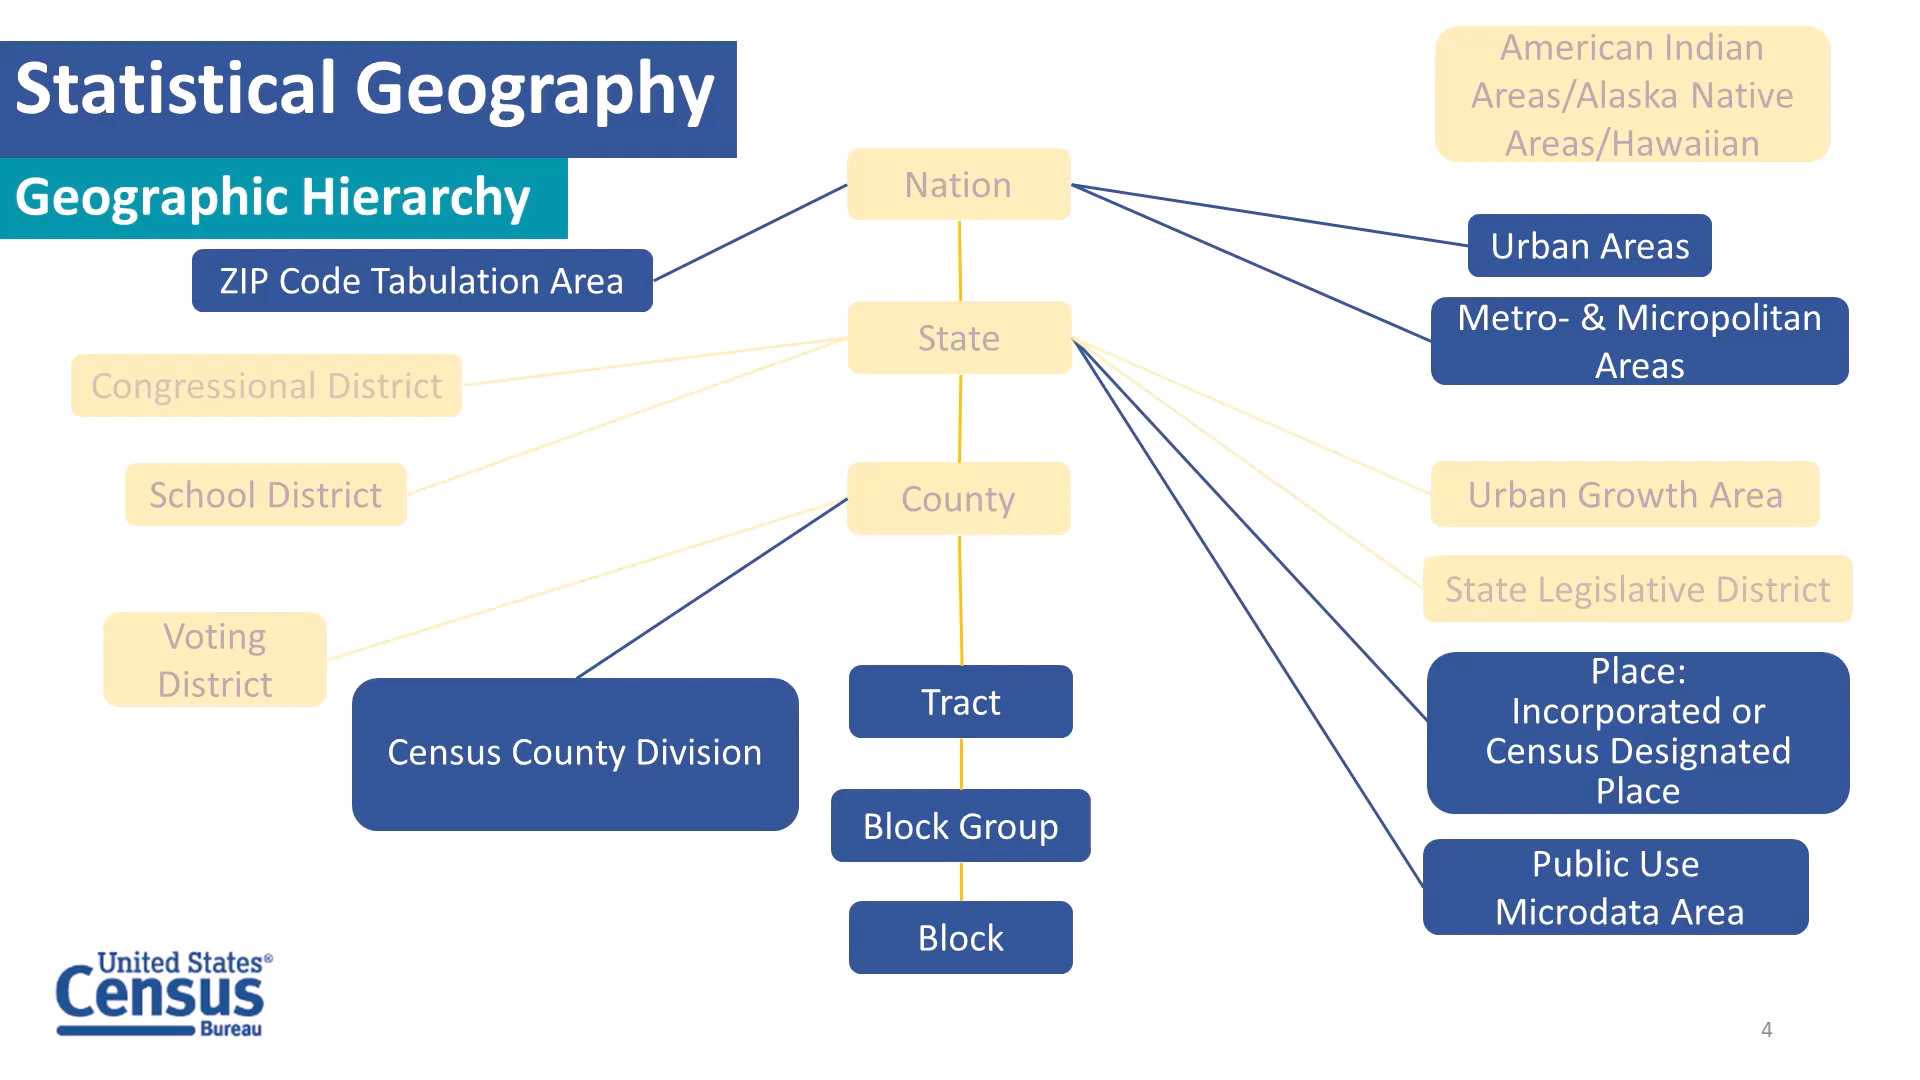 Statistical Geography
Geographic Hierarchy
American Indian
Areas/Alaska Native
Areas/Hawaiian
Nation
Urban Areas
ZIP Code Tabulation Area
Metro- & Micropolitan
Areas
State
Congressional District
School District
County
Urban Growth Area
State Legislative District
Voting
District
Census County Division
Tract
Place:
Incorporated or
Census Designated
Place
Block Group
Public Use
Microdata Area
Block
United States®
Census
Bureau
4